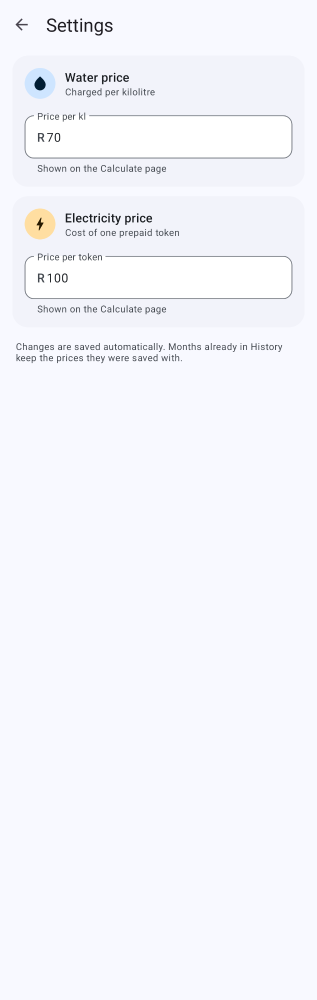 Settings
Water price
Charged per kilolitre
Price per kl
R 70
Shown on the Calculate page
Electricity price
Cost of one prepaid token
Price per token
R 100
Shown on the Calculate page
Changes are saved automatically. Months already in History
keep the prices they were saved with.